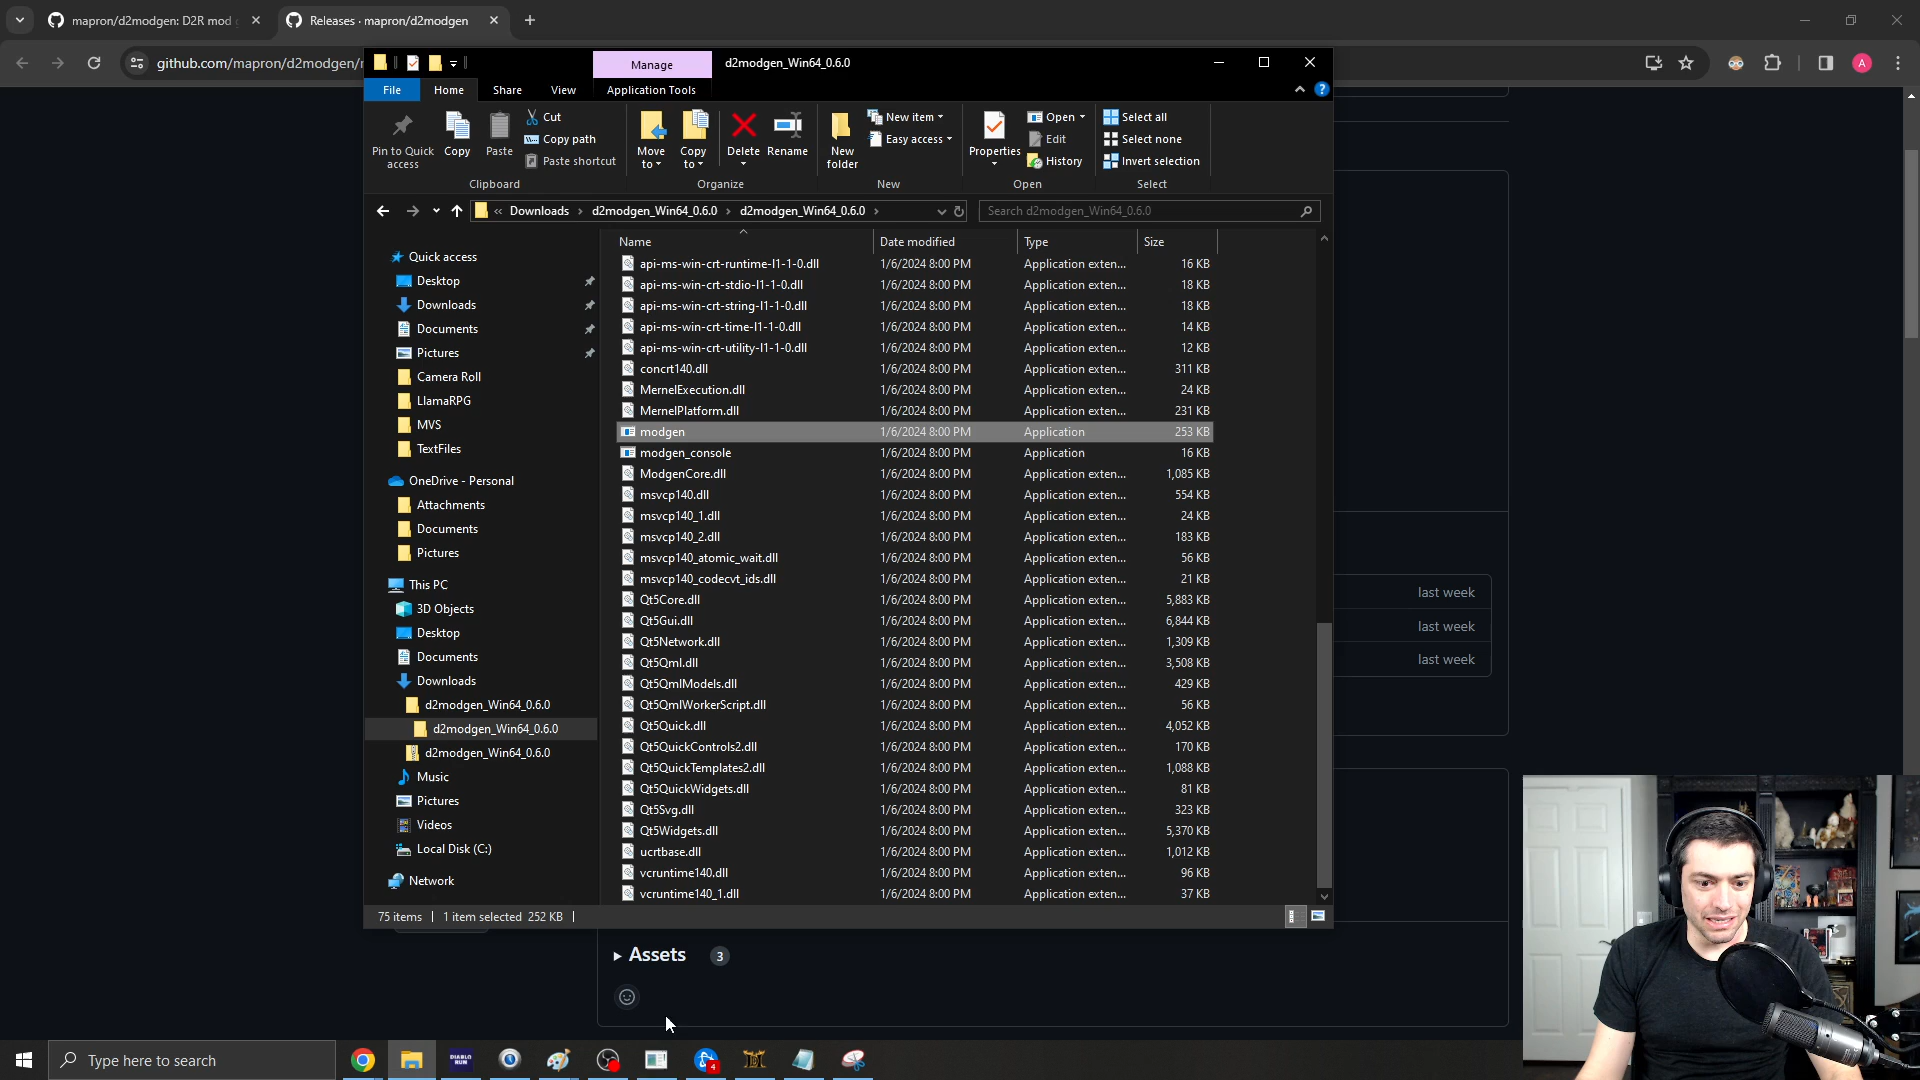 mapron/d2modgen: D2R mod
Releases · mapron/d2modgen
github.com/mapron/d2modgen/r
A
Manage
d2modgen_Win64_0.6.0
File
Home
Share
View
Application Tools
Pin to Quick access
Copy
Paste
Cut
Copy path
Paste shortcut
Move to
Copy to
Delete
Rename
New folder
New item
Easy access
Properties
Open
Edit
History
Select all
Select none
Invert selection
Clipboard
Organize
New
Open
Select
« Downloads › d2modgen_Win64_0.6.0 › d2modgen_Win64_0.6.0 ›
Search d2modgen_Win64_0.6.0
Quick access
Desktop
Downloads
Documents
Pictures
Camera Roll
LlamaRPG
MVS
TextFiles
OneDrive - Personal
Attachments
Documents
Pictures
This PC
3D Objects
Desktop
Documents
Downloads
d2modgen_Win64_0.6.0
d2modgen_Win64_0.6.0
d2modgen_Win64_0.6.0
Music
Pictures
Videos
Local Disk (C:)
Network
Name Date modified Type Size
api-ms-win-crt-runtime-l1-1-0.dll 1/6/2024 8:00 PM Application exten... 16 KB
api-ms-win-crt-stdio-l1-1-0.dll 1/6/2024 8:00 PM Application exten... 18 KB
api-ms-win-crt-string-l1-1-0.dll 1/6/2024 8:00 PM Application exten... 18 KB
api-ms-win-crt-time-l1-1-0.dll 1/6/2024 8:00 PM Application exten... 14 KB
api-ms-win-crt-utility-l1-1-0.dll 1/6/2024 8:00 PM Application exten... 12 KB
concrt140.dll 1/6/2024 8:00 PM Application exten... 311 KB
MernelExecution.dll 1/6/2024 8:00 PM Application exten... 24 KB
MernelPlatform.dll 1/6/2024 8:00 PM Application exten... 231 KB
modgen 1/6/2024 8:00 PM Application 253 KB
modgen_console 1/6/2024 8:00 PM Application 16 KB
ModgenCore.dll 1/6/2024 8:00 PM Application exten... 1,085 KB
msvcp140.dll 1/6/2024 8:00 PM Application exten... 554 KB
msvcp140_1.dll 1/6/2024 8:00 PM Application exten... 24 KB
msvcp140_2.dll 1/6/2024 8:00 PM Application exten... 183 KB
msvcp140_atomic_wait.dll 1/6/2024 8:00 PM Application exten... 56 KB
msvcp140_codecvt_ids.dll 1/6/2024 8:00 PM Application exten... 21 KB
Qt5Core.dll 1/6/2024 8:00 PM Application exten... 5,883 KB
Qt5Gui.dll 1/6/2024 8:00 PM Application exten... 6,844 KB
Qt5Network.dll 1/6/2024 8:00 PM Application exten... 1,309 KB
Qt5Qml.dll 1/6/2024 8:00 PM Application exten... 3,508 KB
Qt5QmlModels.dll 1/6/2024 8:00 PM Application exten... 429 KB
Qt5QmlWorkerScript.dll 1/6/2024 8:00 PM Application exten... 56 KB
Qt5Quick.dll 1/6/2024 8:00 PM Application exten... 4,052 KB
Qt5QuickControls2.dll 1/6/2024 8:00 PM Application exten... 170 KB
Qt5QuickTemplates2.dll 1/6/2024 8:00 PM Application exten... 1,088 KB
Qt5QuickWidgets.dll 1/6/2024 8:00 PM Application exten... 81 KB
Qt5Svg.dll 1/6/2024 8:00 PM Application exten... 323 KB
Qt5Widgets.dll 1/6/2024 8:00 PM Application exten... 5,370 KB
ucrtbase.dll 1/6/2024 8:00 PM Application exten... 1,012 KB
vcruntime140.dll 1/6/2024 8:00 PM Application exten... 96 KB
vcruntime140_1.dll 1/6/2024 8:00 PM Application exten... 37 KB
75 items 1 item selected 252 KB
last week
last week
last week
Assets 3
Type here to search
DIABLO RUN
4